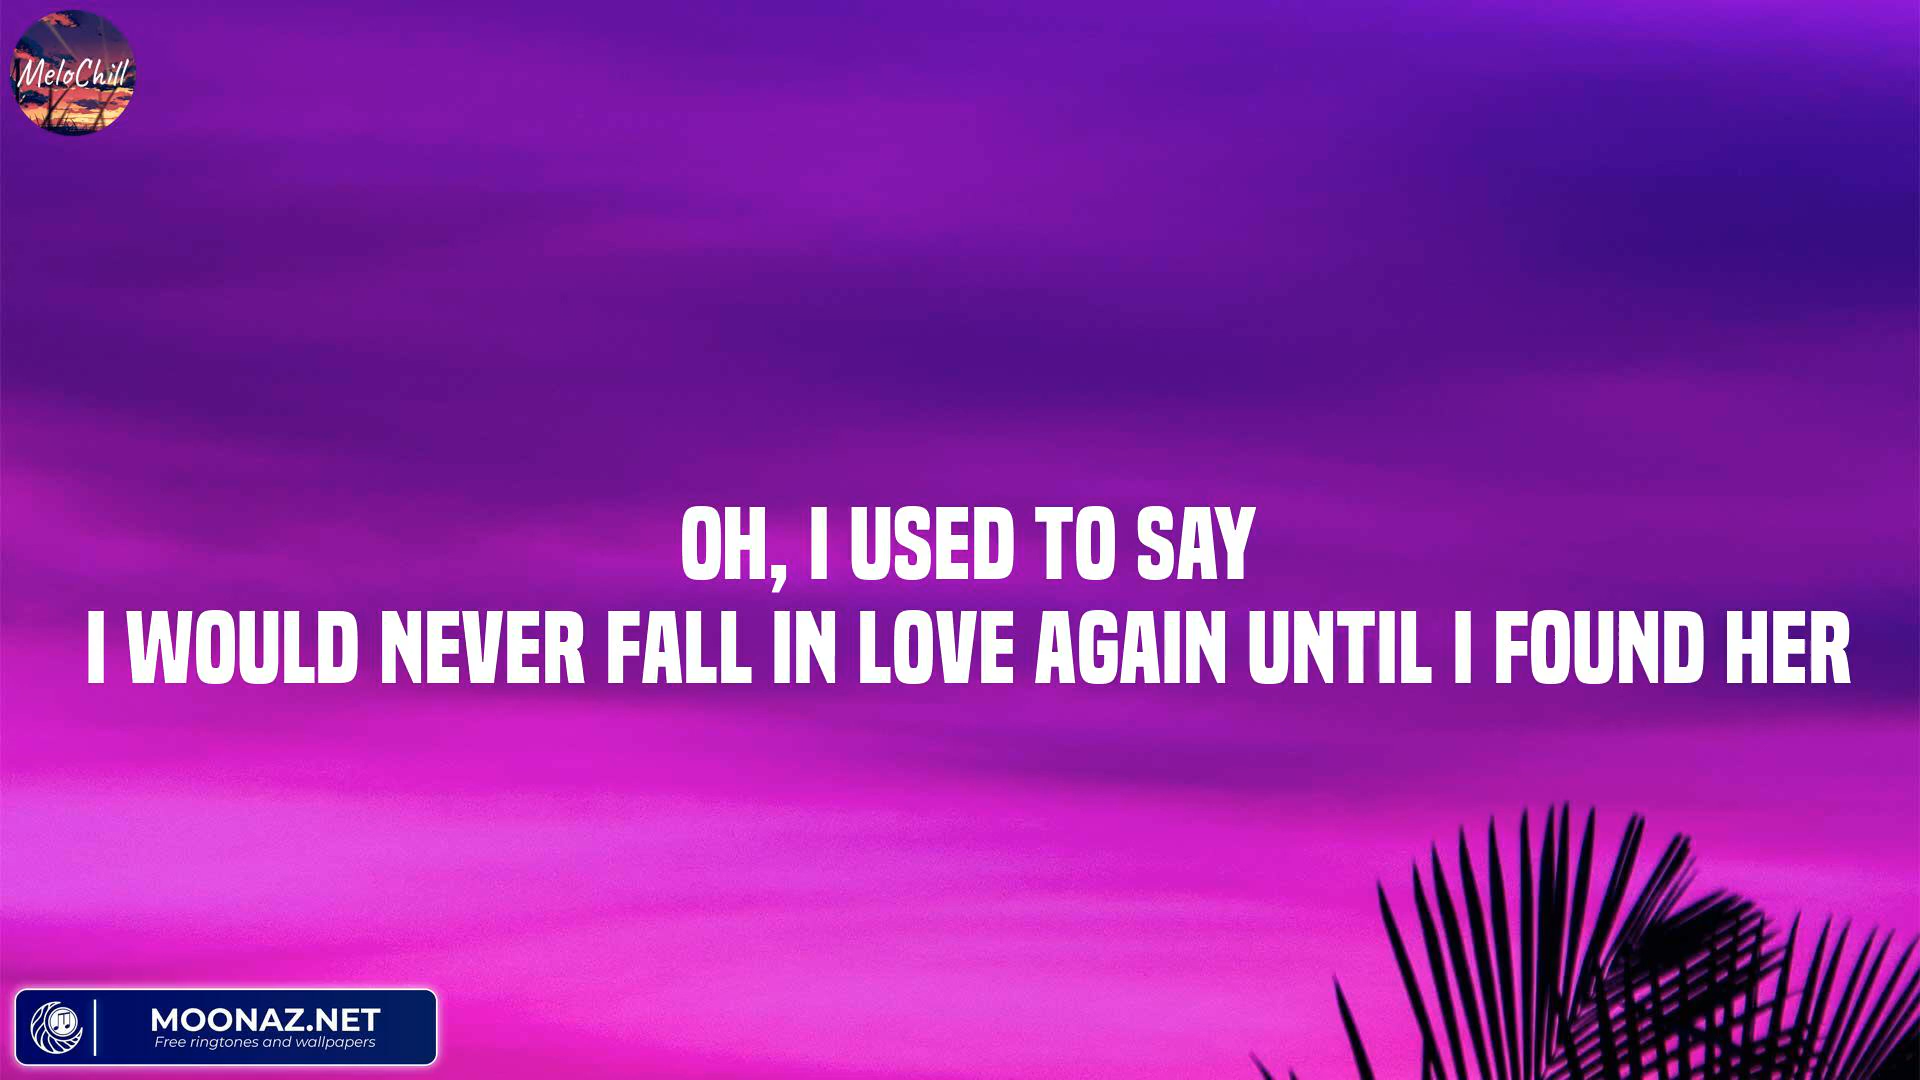 MeloChill
OH, I USED TO SAY
I WOULD NEVER FALL IN LOVE AGAIN UNTIL I FOUND HER
MOONAZ.NET
Free ringtones and wallpapers